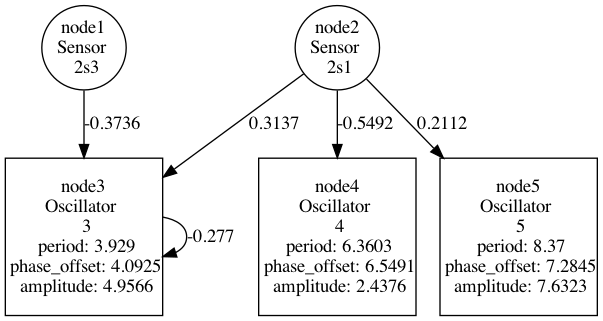 node1
Sensor
2s3
node2
Sensor
2s1
-0.3736
0.3137
-0.5492
0.2112
node3
Oscillator
3
period: 3.929
phase_offset: 4.0925
amplitude: 4.9566
-0.277
node4
Oscillator
4
period: 6.3603
phase_offset: 6.5491
amplitude: 2.4376
node5
Oscillator
5
period: 8.37
phase_offset: 7.2845
amplitude: 7.6323